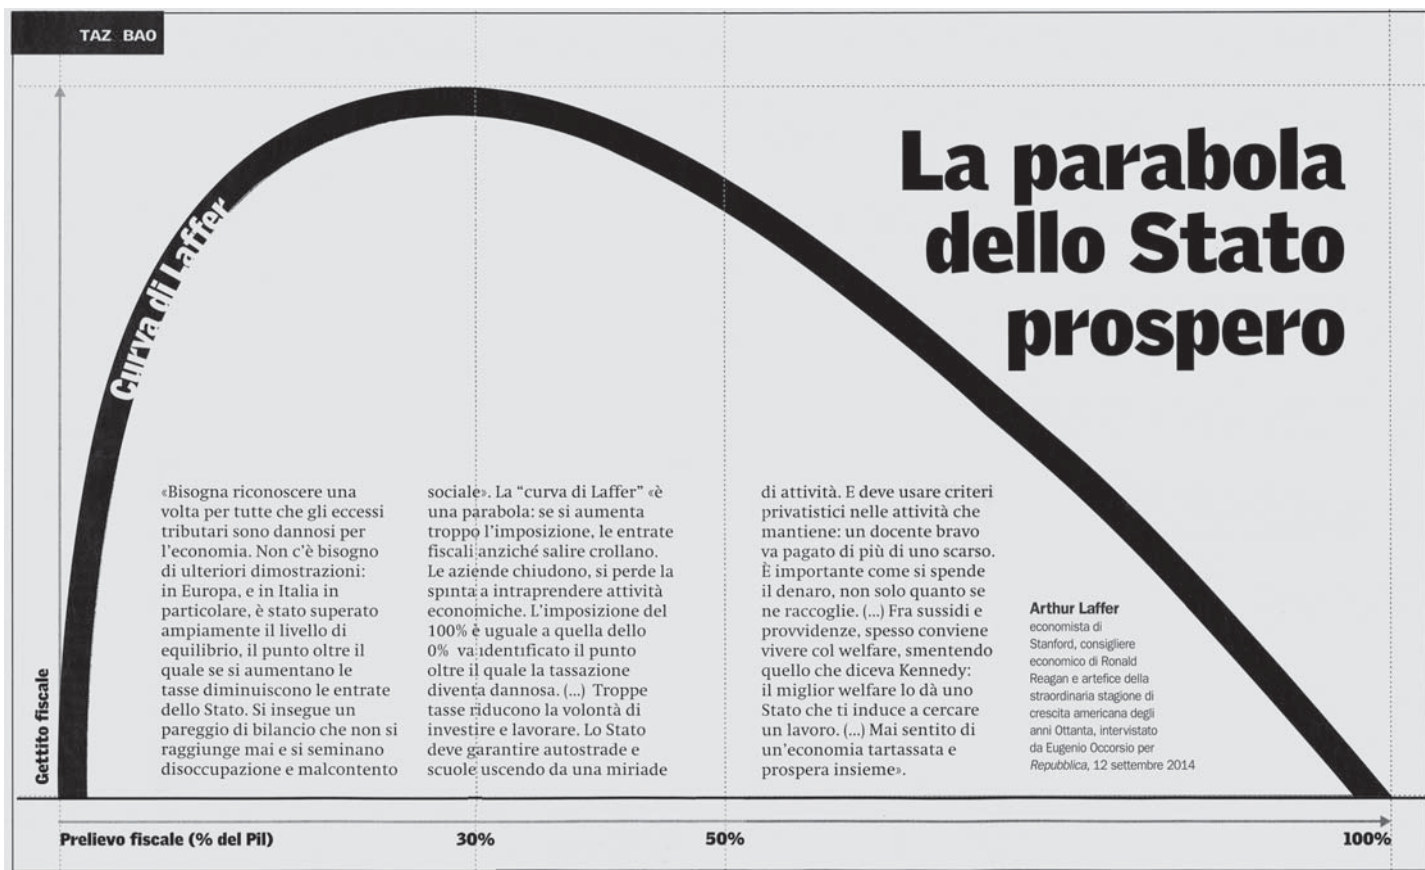 TAZ BAO
La parabola
dello Stato
prospero
Curva di Laffer
«Bisogna riconoscere una
volta per tutte che gli eccessi
tributari sono dannosi per
l'economia. Non c'è bisogno
di ulteriori dimostrazioni:
in Europa, e in Italia in
particolare, è stato superato
ampiamente il livello di
equilibrio, il punto oltre il
quale se si aumentano le
tasse diminuiscono le entrate
dello Stato. Si insegue un
pareggio di bilancio che non si
raggiunge mai e si seminano
disoccupazione e malcontento
sociale». La “curva di Laffer” «è
una parabola: se si aumenta
troppo l'imposizione, le entrate
fiscali anziché salire crollano.
Le aziende chiudono, si perde la
spinta a intraprendere attività
economiche. L'imposizione del
100% è uguale a quella dello
0% va identificato il punto
oltre il quale la tassazione
diventa dannosa. (...) Troppe
tasse riducono la volontà di
investire e lavorare. Lo Stato
deve garantire autostrade e
scuole uscendo da una miriade
di attività. E deve usare criteri
privatistici nelle attività che
mantiene: un docente bravo
va pagato di più di uno scarso.
È importante come si spende
il denaro, non solo quanto se
ne raccoglie. (...) Fra sussidi e
provvidenze, spesso conviene
vivere col welfare, smentendo
quello che diceva Kennedy:
il miglior welfare lo dà uno
Stato che ti induce a cercare
un lavoro. (...) Mai sentito di
un'economia tartassata e
prospera insieme».
Arthur Laffer
economista di
Stanford, consigliere
economico di Ronald
Reagan e artefice della
straordinaria stagione di
crescita americana degli
anni Ottanta, intervistato
da Eugenio Occorsio per
Repubblica, 12 settembre 2014
Gettito fiscale
Prelievo fiscale (% del Pil)
30%
50%
100%